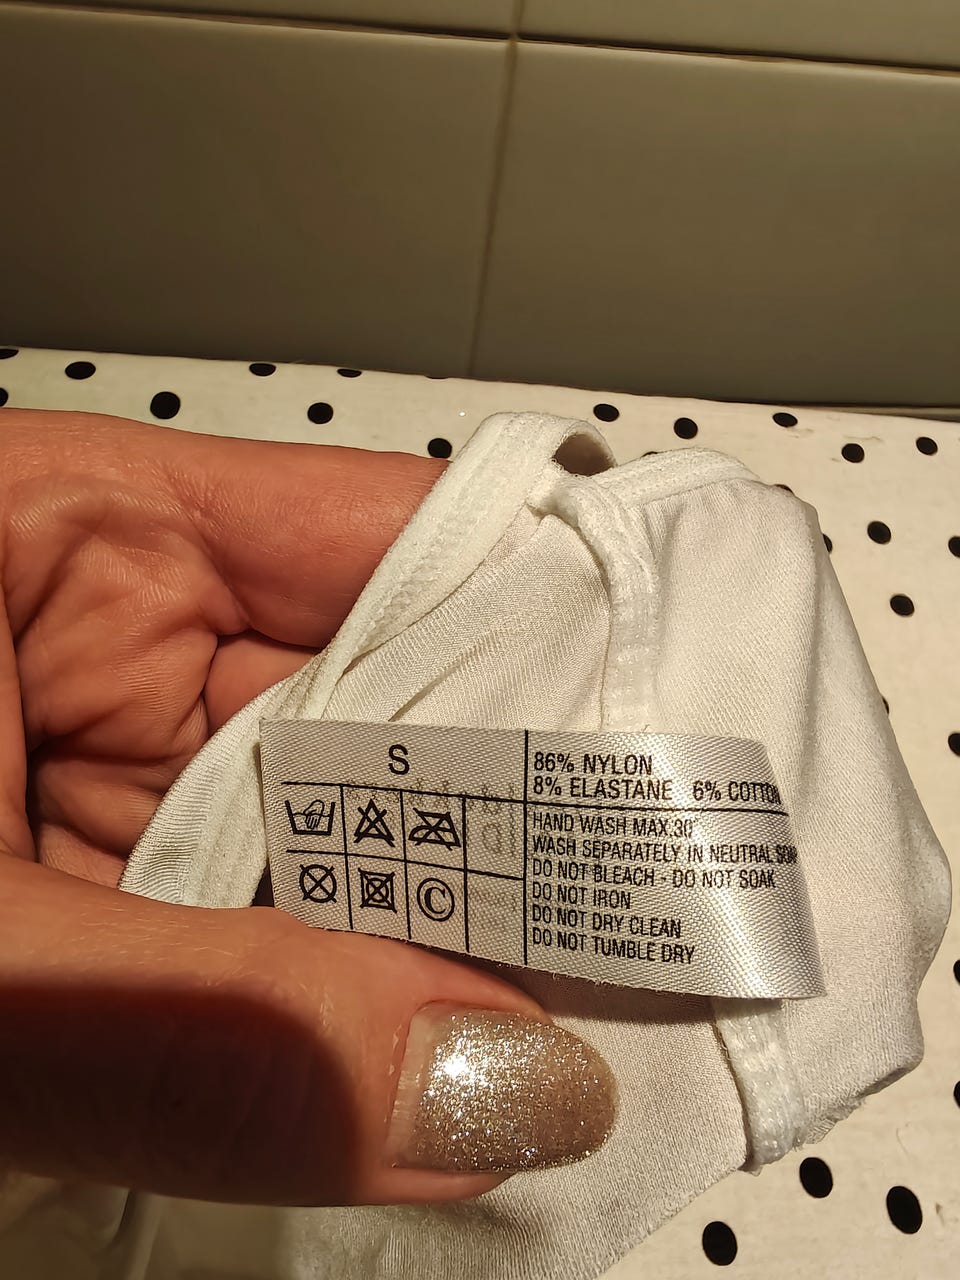 S
86% NYLON
8% ELASTANE 6% COTTON
HAND WASH MAX.30°
WASH SEPARATELY IN NEUTRAL
DO NOT BLEACH - DO NOT SOAK
DO NOT IRON
DO NOT DRY CLEAN
DO NOT TUMBLE DRY
©